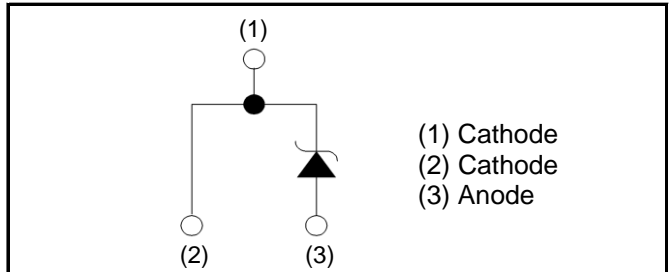 (1)
(1) Cathode
(2) Cathode
(3) Anode
(2) (3)